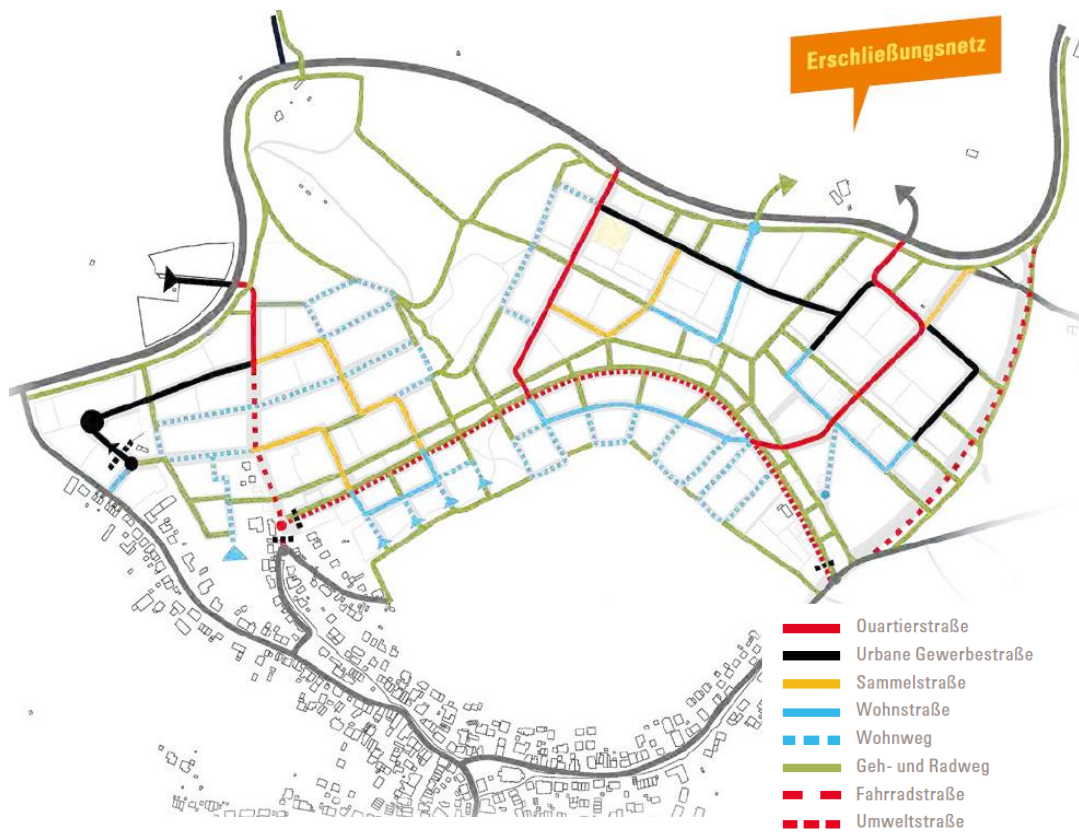 Erschließungsnetz
Quartierstraße
Urbane Gewerbestraße
Sammelstraße
Wohnstraße
Wohnweg
Geh- und Radweg
Fahrradstraße
Umweltstraße